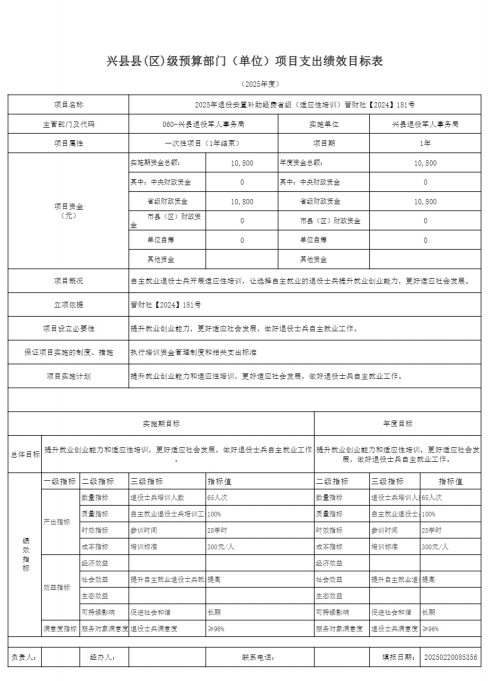 兴县县(区)级预算部门（单位）项目支出绩效目标表
（2025年度）
项目名称 2025年退役安置补助经费省级（适应性培训）晋财社【2024】181号
主管部门及代码 060-兴县退役军人事务局 实施单位 兴县退役军人事务局
项目属性 一次性项目（1年结束） 项目期 1年
项目资金（元） 实施期资金总额： 10,800 年度资金总额： 10,800
其中：中央财政资金 0 其中：中央财政资金 0
省级财政资金 10,800 省级财政资金 10,800
市县（区）财政资金 0 市县（区）财政资金 0
单位自筹 0 单位自筹 0
其他资金 其他资金
项目概况 自主就业退役士兵开展适应性培训，让选择自主就业的退役士兵提升就业创业能力，更好适应社会发展。
立项依据 晋财社【2024】181号
项目设立必要性 提升就业创业能力，更好适应社会发展，做好退役士兵自主就业工作。
保证项目实施的制度、措施 执行培训资金管理制度和相关支出标准
项目实施计划 提升就业创业能力和适应性培训，更好适应社会发展，做好退役士兵自主就业工作。
实施期目标 年度目标
总体目标 提升就业创业能力和适应性培训，更好适应社会发展，做好退役士兵自主就业工作。 提升就业创业能力和适应性培训，更好适应社会发展，做好退役士兵自主就业工作。
绩效指标 一级指标 二级指标 三级指标 指标值 二级指标 三级指标 指标值
产出指标 数量指标 退役士兵培训人数 65人次 数量指标 退役士兵培训人 65人次
质量指标 自主就业退役士兵培训工 100% 质量指标 自主就业退役士 100%
时效指标 参训时间 28学时 时效指标 参训时间 28学时
成本指标 培训标准 300元/人 成本指标 培训标准 300元/人
效益指标 经济效益 经济效益
社会效益 提升自主就业退役士兵就 提高 社会效益 提升自主就业退 提高
生态效益 生态效益
可持续影响 促进社会和谐 长期 可持续影响 促进社会和谐 长期
满意度指标 服务对象满意度 退役士兵满意度 ≥96% 服务对象满意度 退役士兵满意度 ≥96%
负责人： 经办人： 联系电话： 填报日期： 20250220085356